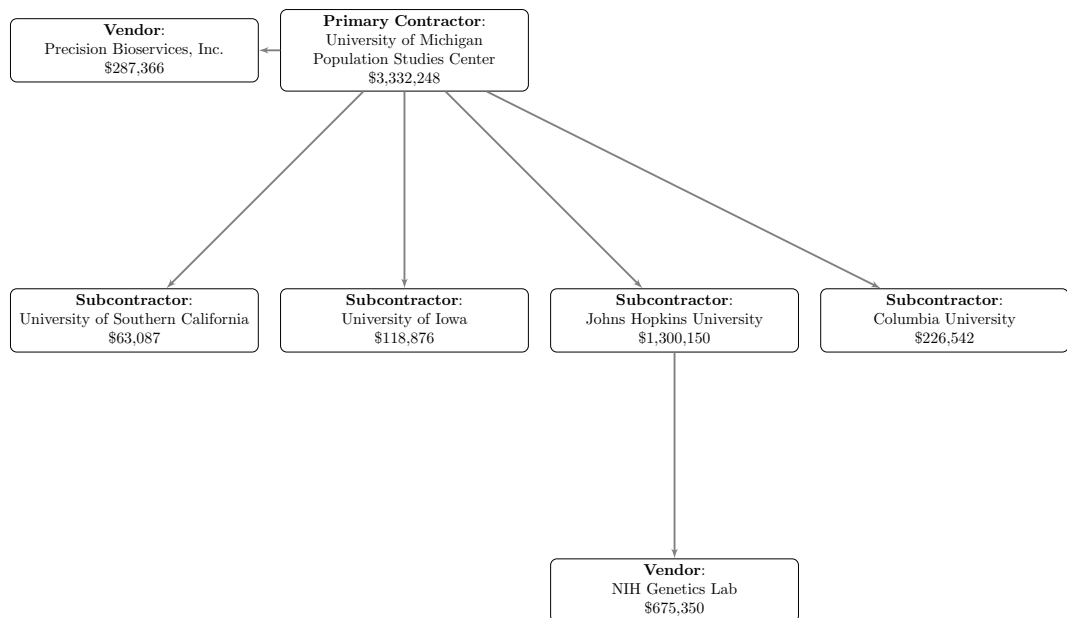 Vendor:
Precision Bioservices, Inc.
$287,366
Primary Contractor:
University of Michigan
Population Studies Center
$3,332,248
Subcontractor:
University of Southern California
$63,087
Subcontractor:
University of Iowa
$118,876
Subcontractor:
Johns Hopkins University
$1,300,150
Subcontractor:
Columbia University
$226,542
Vendor:
NIH Genetics Lab
$675,350